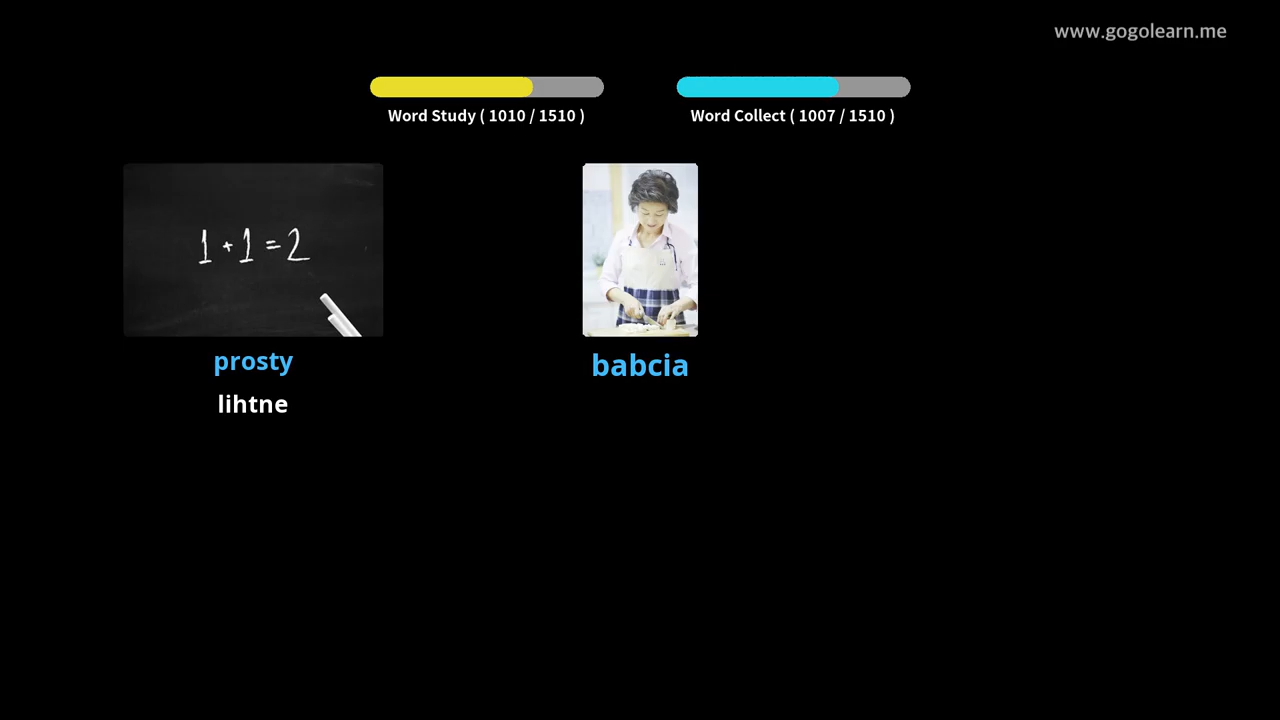 www.gogolearn.me
Word Study ( 1010 / 1510 )
Word Collect ( 1007 / 1510 )
1 + 1 = 2
prosty
babcia
lihtne